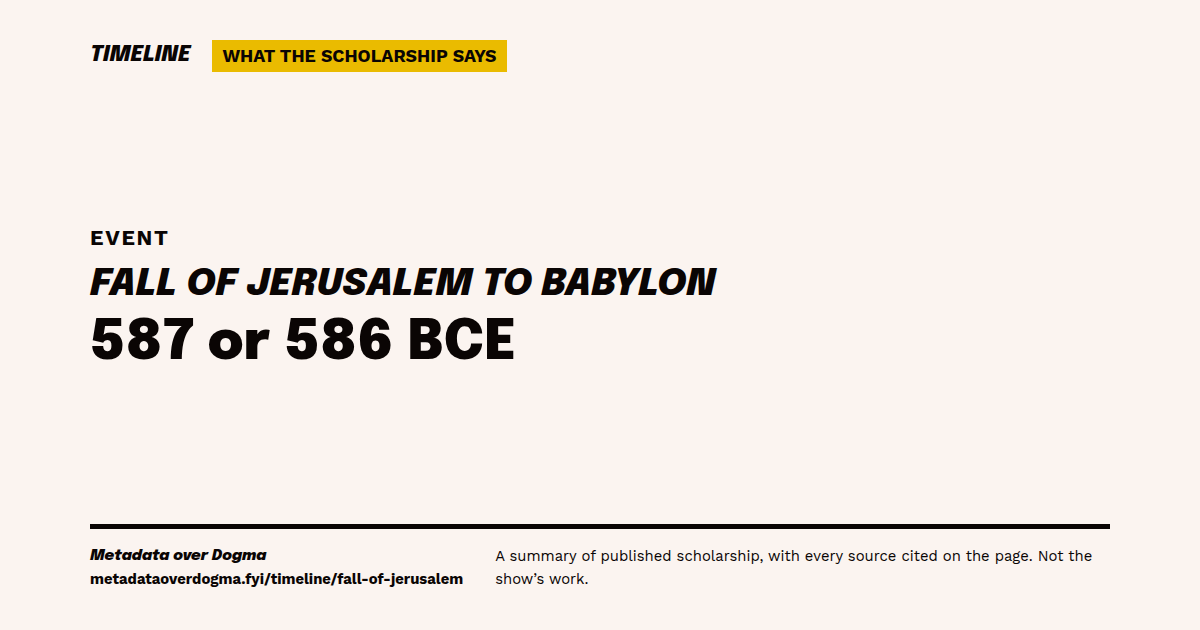 TIMELINE
WHAT THE SCHOLARSHIP SAYS
EVENT
FALL OF JERUSALEM TO BABYLON
587 or 586 BCE
Metadata over Dogma
metadataoverdogma.fyi/timeline/fall-of-jerusalem
A summary of published scholarship, with every source cited on the page. Not the
show’s work.